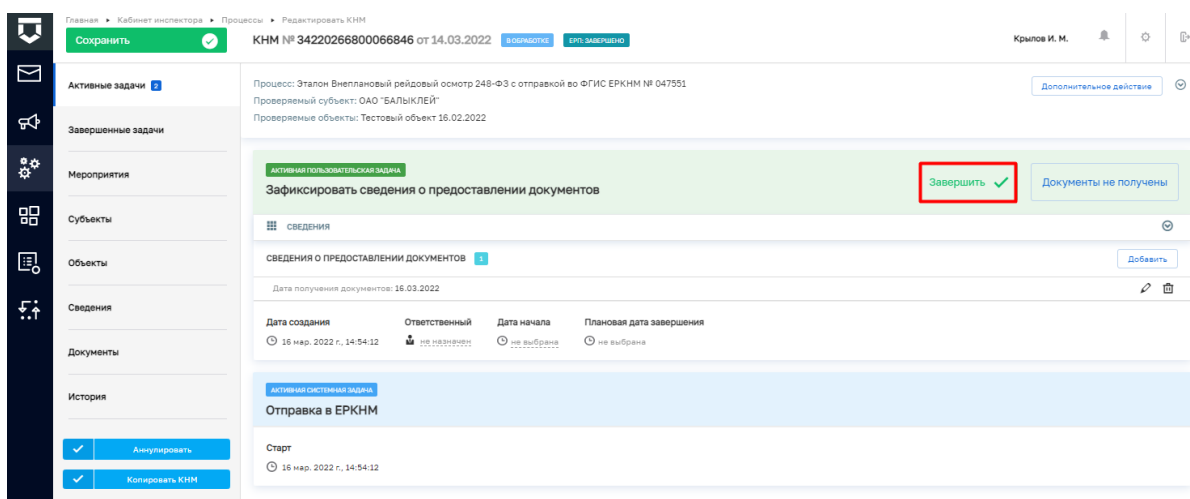 Главная ▸ Кабинет инспектора ▸ Процессы ▸ Редактировать КНМ
Сохранить
КНМ № 34220266800066846 от 14.03.2022 В ОБРАБОТКЕ ЕРП: ЗАВЕРШЕНО
Крылов И. М.
Активные задачи 2
Завершенные задачи
Мероприятия
Субъекты
Объекты
Сведения
Документы
История
Аннулировать
Копировать КНМ
Процесс: Эталон Внеплановый рейдовый осмотр 248-ФЗ с отправкой во ФГИС ЕРКНМ № 047551
Дополнительное действие
Проверяемый субъект: ОАО "БАЛЫКЛЕЙ"
Проверяемые объекты: Тестовый объект 16.02.2022
АКТИВНАЯ ПОЛЬЗОВАТЕЛЬСКАЯ ЗАДАЧА
Зафиксировать сведения о предоставлении документов
Завершить
Документы не получены
СВЕДЕНИЯ
СВЕДЕНИЯ О ПРЕДОСТАВЛЕНИИ ДОКУМЕНТОВ 1
Добавить
Дата получения документов: 16.03.2022
Дата создания Ответственный Дата начала Плановая дата завершения
16 мар. 2022 г., 14:54:12 не назначен не выбрана не выбрана
АКТИВНАЯ СИСТЕМНАЯ ЗАДАЧА
Отправка в ЕРКНМ
Старт
16 мар. 2022 г., 14:54:12